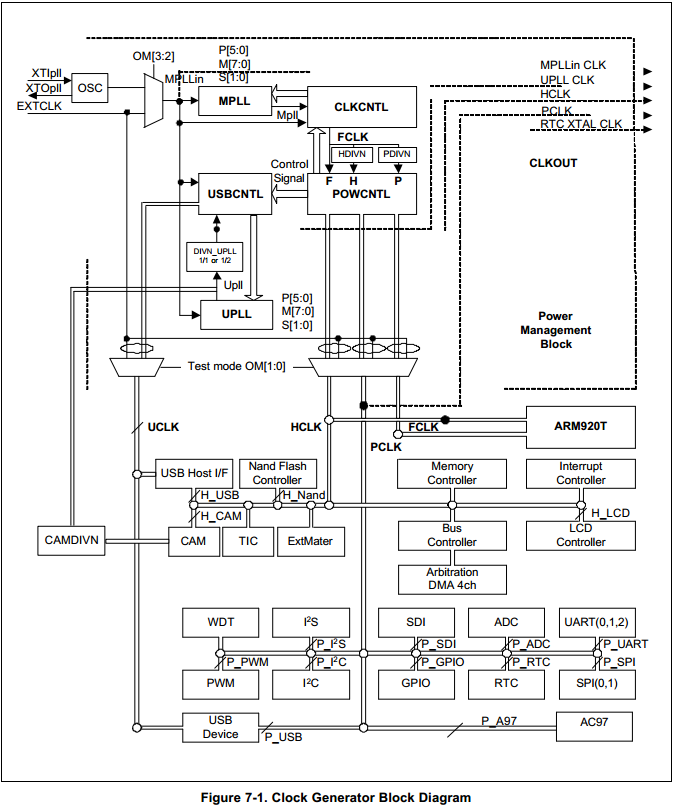 OM[3:2]
P[5:0]
M[7:0]
S[1:0]
MPLLin CLK
UPLL CLK
HCLK
PCLK
RTC XTAL CLK
XTIpll
XTOpll
EXTCLK
OSC
MPLLin
MPLL
Mpll
CLKCNTL
FCLK
HDIVN
PDIVN
CLKOUT
Control
Signal
F H P
USBCNTL
POWCNTL
DIVN_UPLL
1/1 or 1/2
Upll
UPLL
P[5:0]
M[7:0]
S[1:0]
Power
Management
Block
Test mode OM[1:0]
UCLK
HCLK
FCLK
PCLK
ARM920T
USB Host I/F
Nand Flash
Controller
Memory
Controller
Interrupt
Controller
H_USB
H_Nand
H_CAM
H_LCD
CAMDIVN
CAM
TIC
ExtMater
Bus
Controller
LCD
Controller
Arbitration
DMA 4ch
WDT
I²S
SDI
ADC
UART(0,1,2)
P_I²S
P_SDI
P_ADC
P_UART
P_PWM
P_I²C
P_GPIO
P_RTC
P_SPI
PWM
I²C
GPIO
RTC
SPI(0,1)
USB
Device
P_USB
P_A97
AC97
Figure 7-1. Clock Generator Block Diagram